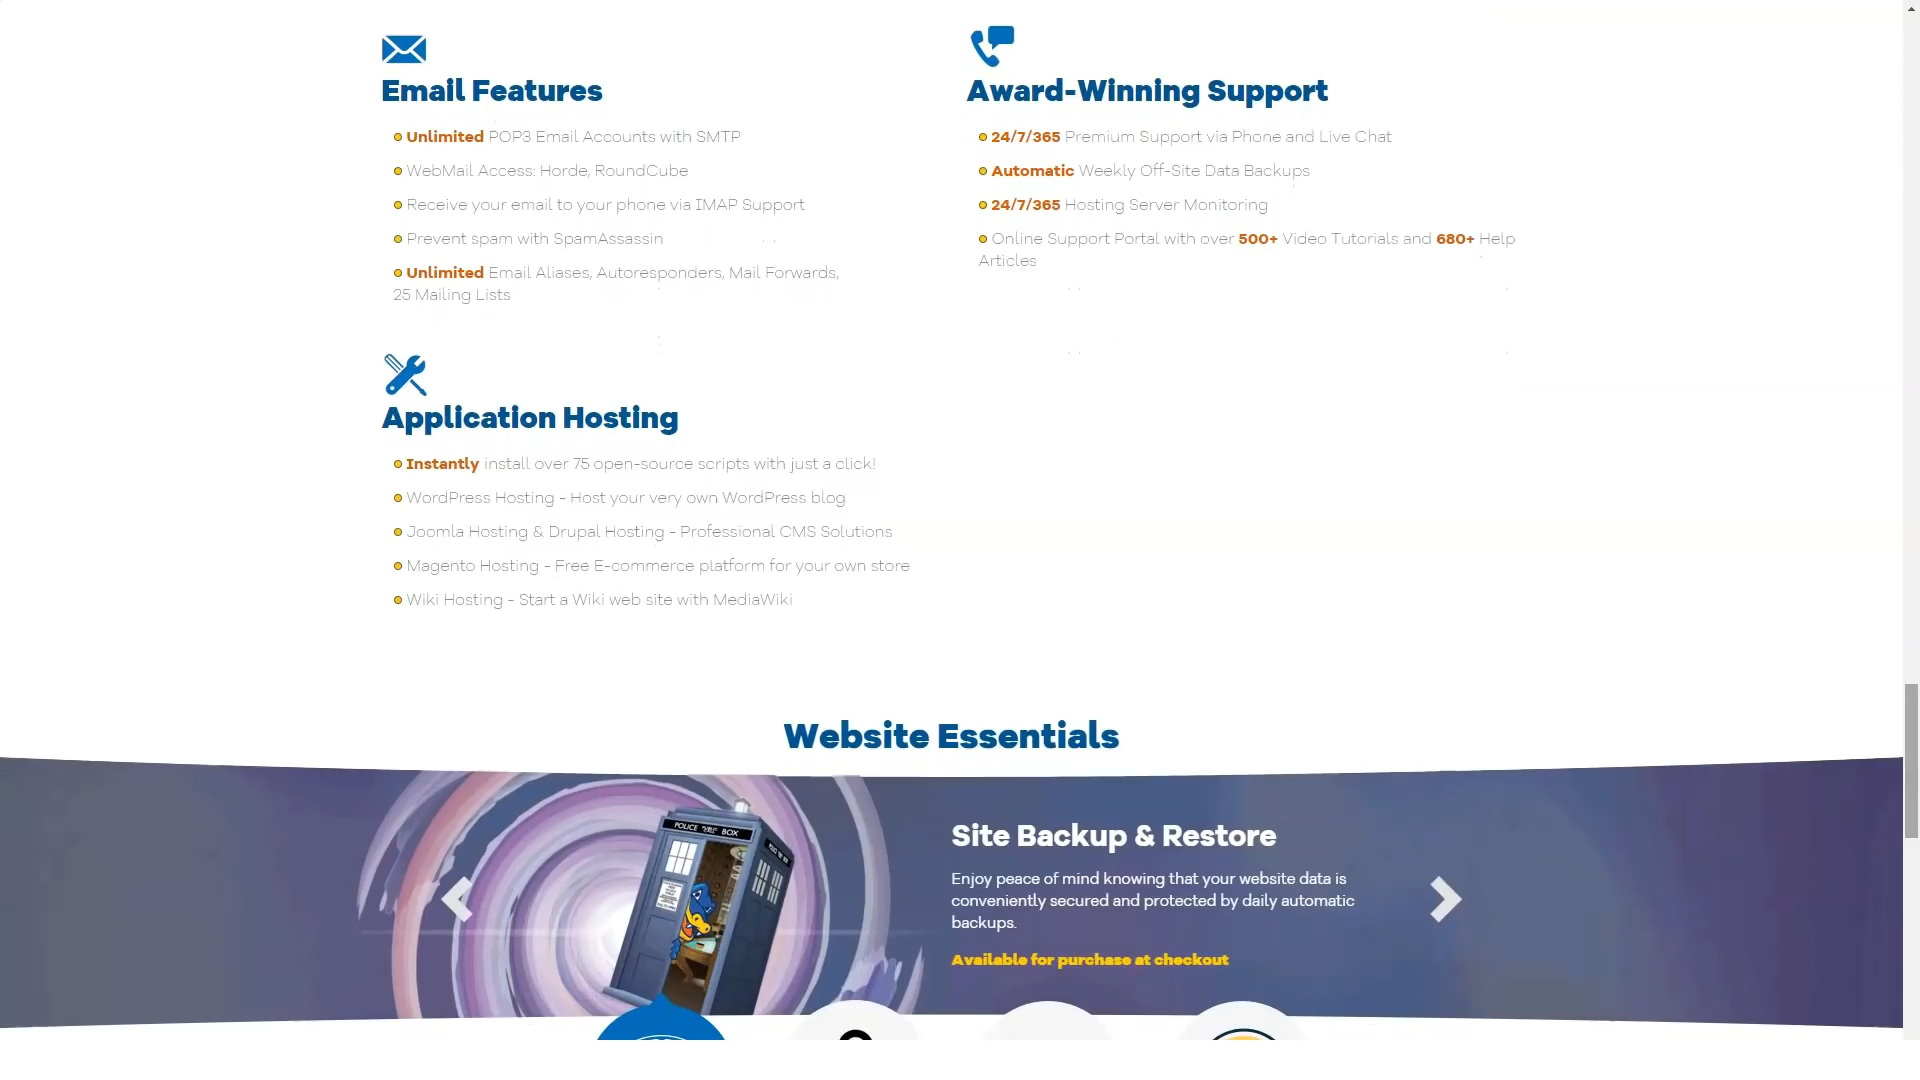 Email Features
Unlimited POP3 Email Accounts with SMTP
WebMail Access: Horde, RoundCube
Receive your email to your phone via IMAP Support
Prevent spam with SpamAssassin
Unlimited Email Aliases, Autoresponders, Mail Forwards,
25 Mailing Lists
Award-Winning Support
24/7/365 Premium Support via Phone and Live Chat
Automatic Weekly Off-Site Data Backups
24/7/365 Hosting Server Monitoring
Online Support Portal with over 500+ Video Tutorials and 680+ Help
Articles
Application Hosting
Instantly install over 75 open-source scripts with just a click!
WordPress Hosting - Host your very own WordPress blog
Joomla Hosting & Drupal Hosting - Professional CMS Solutions
Magento Hosting - Free E-commerce platform for your own store
Wiki Hosting - Start a Wiki web site with MediaWiki
Website Essentials
POLICE BOX
Site Backup & Restore
Enjoy peace of mind knowing that your website data is
conveniently secured and protected by daily automatic
backups.
Available for purchase at checkout